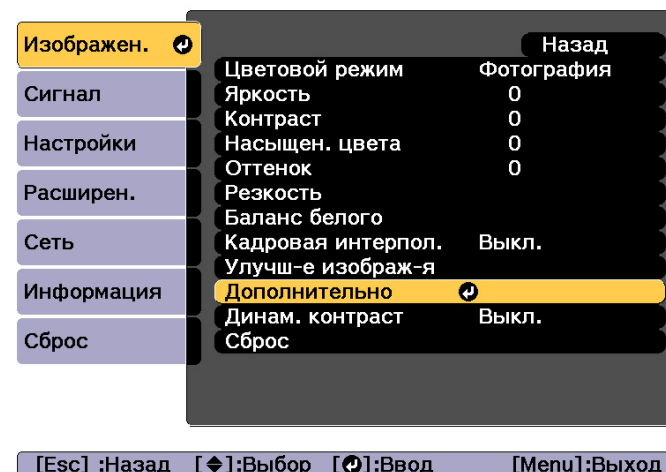 Изображен.
Сигнал
Настройки
Расширен.
Сеть
Информация
Сброс
Назад
Цветовой режим Фотография
Яркость 0
Контраст 0
Насыщен. цвета 0
Оттенок 0
Резкость
Баланс белого
Кадровая интерпол. Выкл.
Улучш-е изображ-я
Дополнительно
Динам. контраст Выкл.
Сброс
[Esc] :Назад [◆]:Выбор [⏎]:Ввод [Menu]:Выход